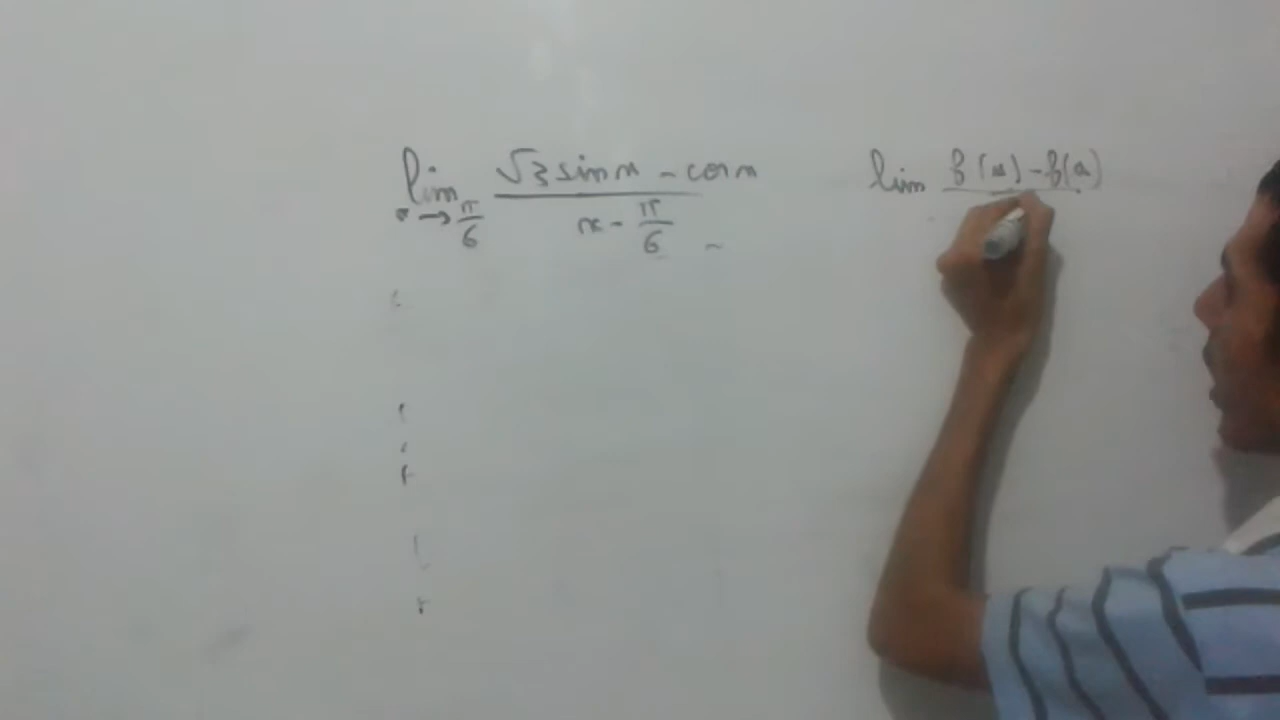 lim x→π/6 (√3 sin x - cos x)/(x - π/6)
lim f(x) - f(a)